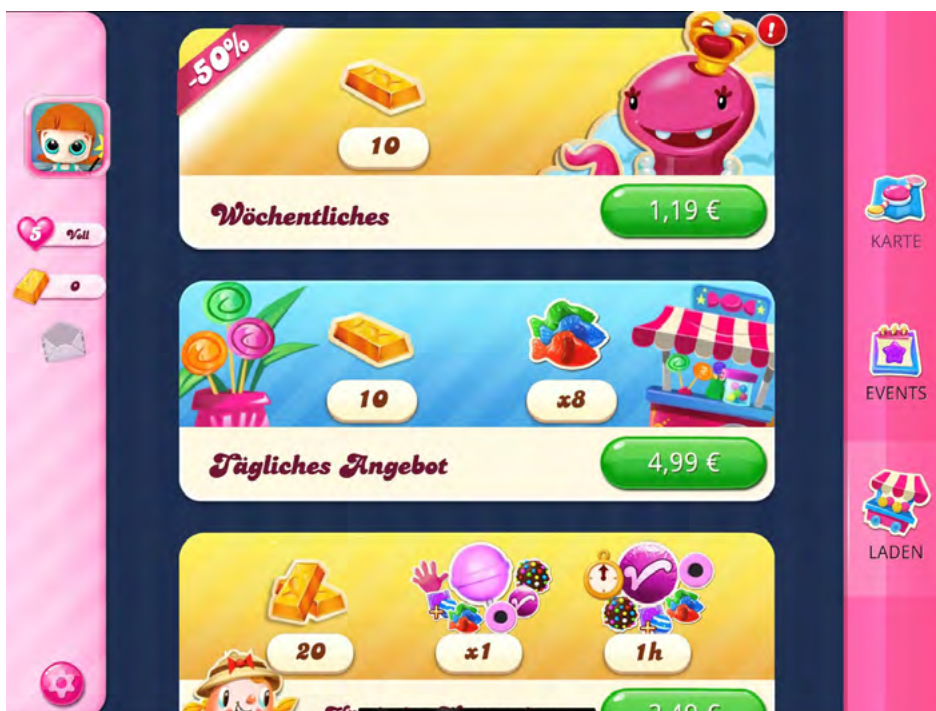 -50%
10
Wöchentliches
1,19 €
5
Voll
0
10
x8
Tägliches Angebot
4,99 €
20
x1
1h
KARTE
EVENTS
LADEN